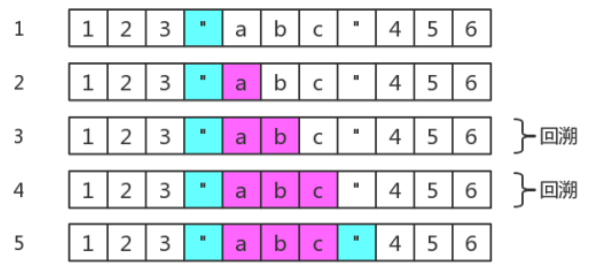 1 1 2 3 " a b c " 4 5 6
2 1 2 3 " a b c " 4 5 6
3 1 2 3 " a b c " 4 5 6 回溯
4 1 2 3 " a b c " 4 5 6 回溯
5 1 2 3 " a b c " 4 5 6